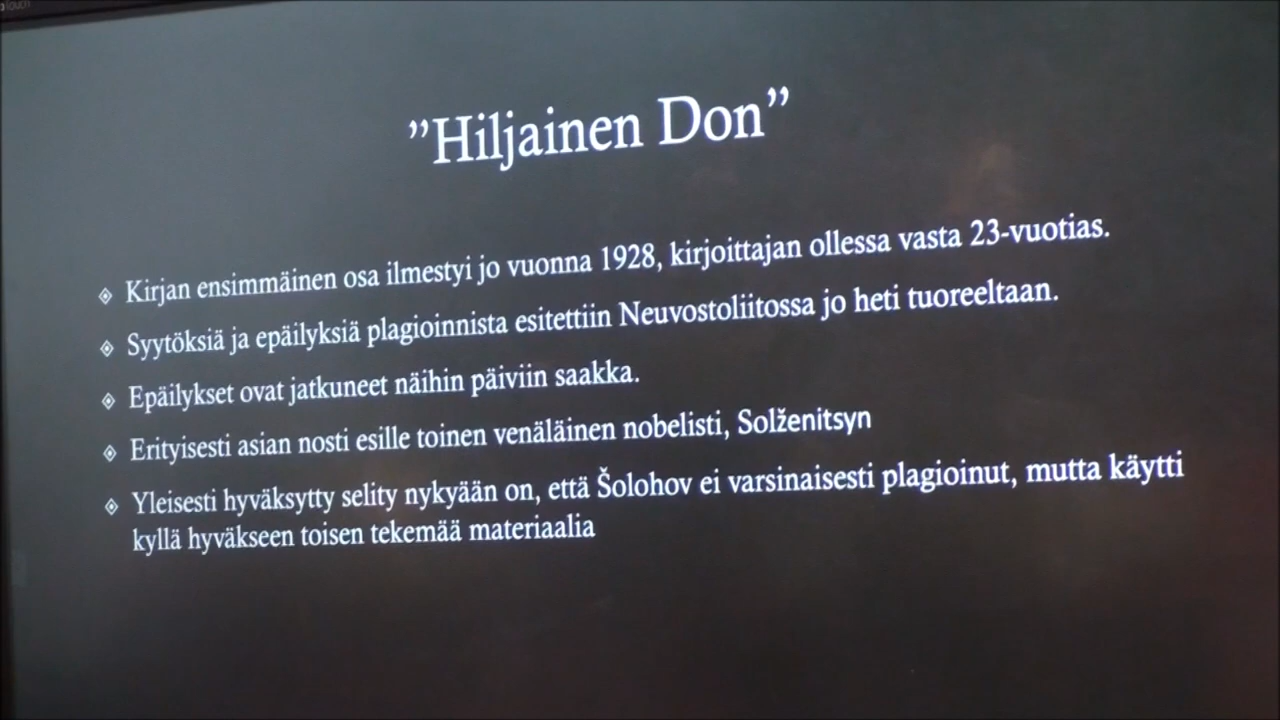 ”Hiljainen Don”
Kirjan ensimmäinen osa ilmestyi jo vuonna 1928, kirjoittajan ollessa vasta 23-vuotias.
Syytöksiä ja epäilyksiä plagioinnista esitettiin Neuvostoliitossa jo heti tuoreeltaan.
Epäilykset ovat jatkuneet näihin päiviin saakka.
Erityisesti asian nosti esille toinen venäläinen nobelisti, Solženitsyn
Yleisesti hyväksytty selity nykyään on, että Šolohov ei varsinaisesti plagioinut, mutta käytti
kyllä hyväkseen toisen tekemää materiaalia